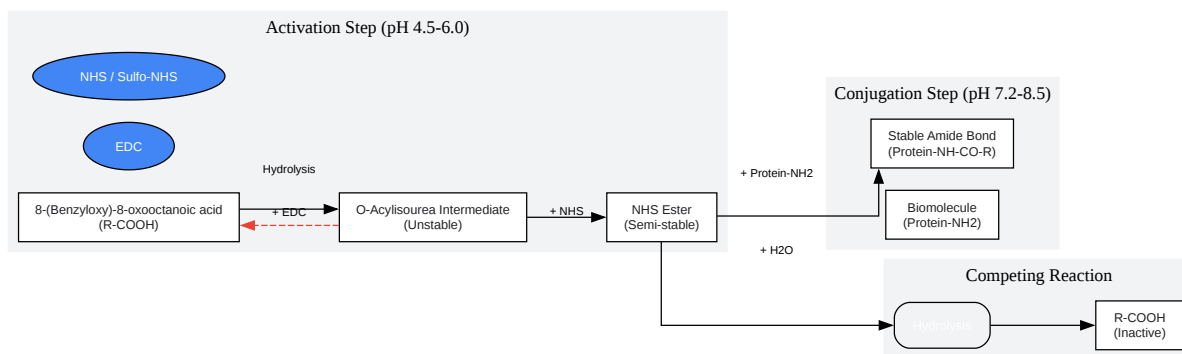 Activation Step (pH 4.5-6.0)
NHS / Sulfo-NHS
EDC
Hydrolysis
8-(Benzyloxy)-8-oxooctanoic acid
(R-COOH)
+ EDC
O-Acylisourea Intermediate
(Unstable)
+ NHS
NHS Ester
(Semi-stable)
+ Protein-NH2
+ H2O
Conjugation Step (pH 7.2-8.5)
Stable Amide Bond
(Protein-NH-CO-R)
Biomolecule
(Protein-NH2)
Competing Reaction
Hydrolysis
R-COOH
(Inactive)